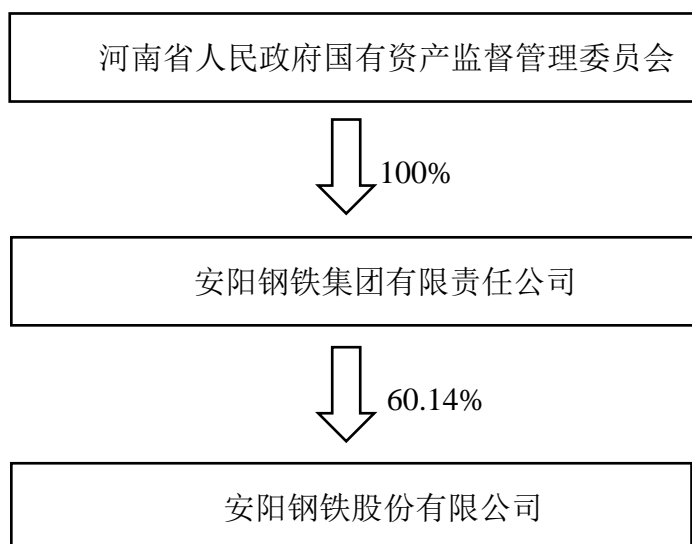 河南省人民政府国有资产监督管理委员会
100%
安阳钢铁集团有限责任公司
60.14%
安阳钢铁股份有限公司